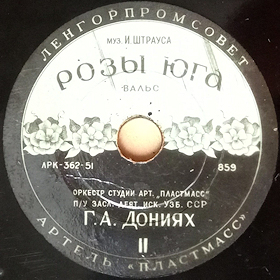 ЛЕНГОРПРОМСОВЕТ
МУЗ. И. ШТРАУСА
РОЗЫ ЮГА
-ВАЛЬС-
АРК-362-51
859
ОРКЕСТР СТУДИИ АРТ. „ПЛАСТМАСС"
П/У ЗАСЛ. ДЕЯТ. ИСК. УЗБ. ССР
Г.А. ДОНИЯХ
II
АРТЕЛЬ „ПЛАСТМАСС"